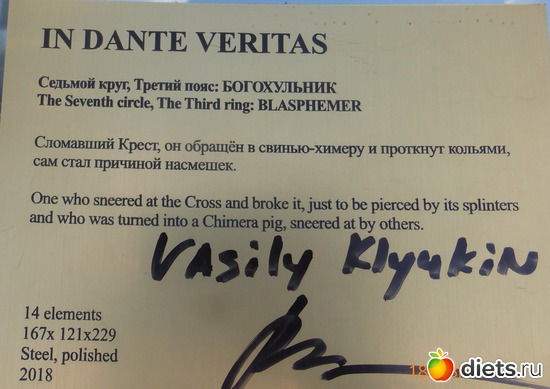 IN DANTE VERITAS
Седьмой круг, Третий пояс: БОГОХУЛЬНИК
The Seventh circle, The Third ring: BLASPHEMER
Сломавший Крест, он обращён в свинью-химеру и проткнут кольями,
сам стал причиной насмешек.
One who sneered at the Cross and broke it, just to be pierced by its splinters
and who was turned into a Chimera pig, sneered at by others.
Vasily Klyukin
14 elements
167x 121x229
Steel, polished
2018
diets.ru